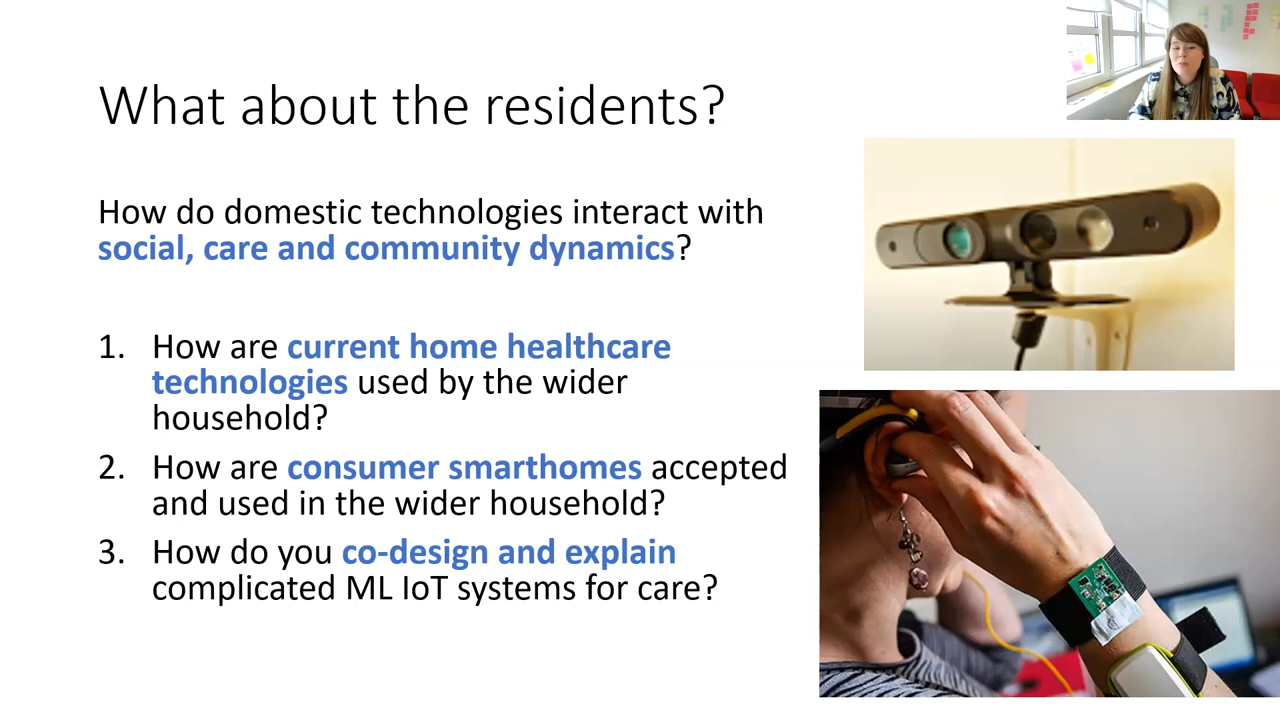 What about the residents?
How do domestic technologies interact with
social, care and community dynamics?
1. How are current home healthcare
technologies used by the wider
household?
2. How are consumer smarthomes accepted
and used in the wider household?
3. How do you co-design and explain
complicated ML IoT systems for care?